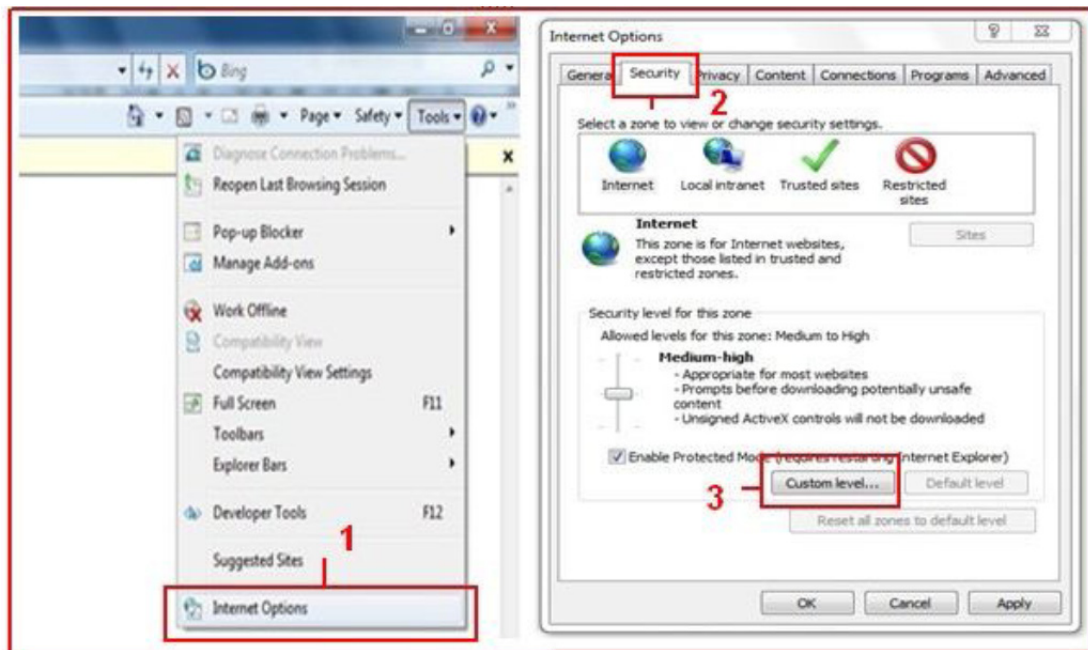 Bing
Page Safety Tools
Diagnose Connection Problems...
Reopen Last Browsing Session
Pop-up Blocker
Manage Add-ons
Work Offline
Compatibility View
Compatibility View Settings
Full Screen F11
Toolbars
Explorer Bars
Developer Tools F12
1
Suggested Sites
Internet Options
Internet Options
General Security Privacy Content Connections Programs Advanced
2
Select a zone to view or change security settings.
Internet Local intranet Trusted sites Restricted
sites
Internet
Sites
This zone is for Internet websites,
except those listed in trusted and
restricted zones.
Security level for this zone
Allowed levels for this zone: Medium to High
Medium-high
- Appropriate for most websites
- Prompts before downloading potentially unsafe
content
- Unsigned ActiveX controls will not be downloaded
Enable Protected Mode (requires restarting Internet Explorer)
3
Custom level... Default level
Reset all zones to default level
OK Cancel Apply